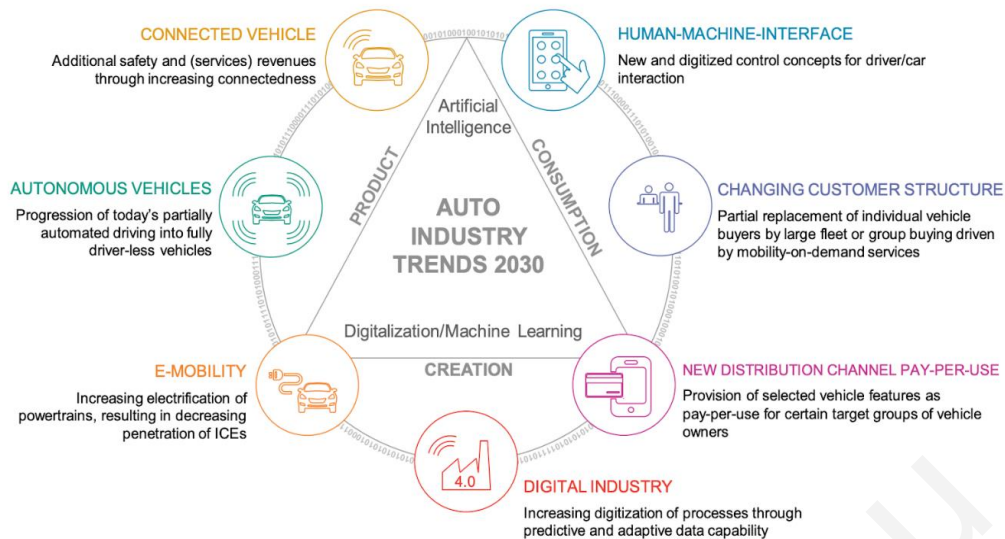 CONNECTED VEHICLE
Additional safety and (services) revenues
through increasing connectedness
HUMAN-MACHINE-INTERFACE
New and digitized control concepts for driver/car
interaction
Artificial
Intelligence
PRODUCT
CONSUMPTION
AUTONOMOUS VEHICLES
Progression of today's partially
automated driving into fully
driver-less vehicles
AUTO
INDUSTRY
TRENDS 2030
CHANGING CUSTOMER STRUCTURE
Partial replacement of individual vehicle
buyers by large fleet or group buying driven
by mobility-on-demand services
Digitalization/Machine Learning
CREATION
E-MOBILITY
Increasing electrification of
powertrains, resulting in decreasing
penetration of ICEs
NEW DISTRIBUTION CHANNEL PAY-PER-USE
Provision of selected vehicle features as
pay-per-use for certain target groups of vehicle
owners
4.0
DIGITAL INDUSTRY
Increasing digitization of processes through
predictive and adaptive data capability